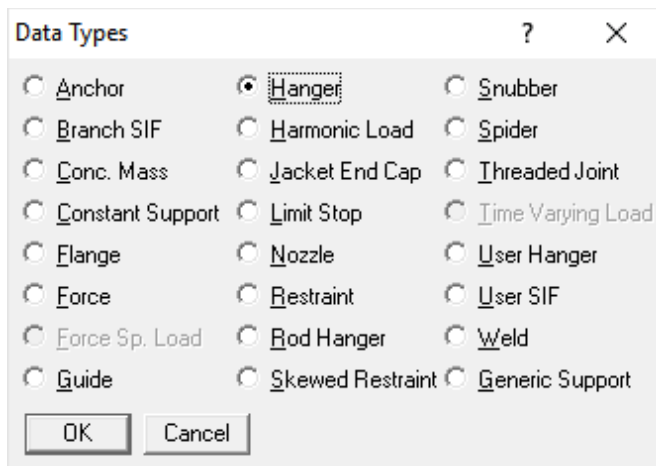 Data Types ?
Anchor Hanger Snubber
Branch SIF Harmonic Load Spider
Conc. Mass Jacket End Cap Threaded Joint
Constant Support Limit Stop Time Varying Load
Flange Nozzle User Hanger
Force Restraint User SIF
Force Sp. Load Rod Hanger Weld
Guide Skewed Restraint Generic Support
OK Cancel